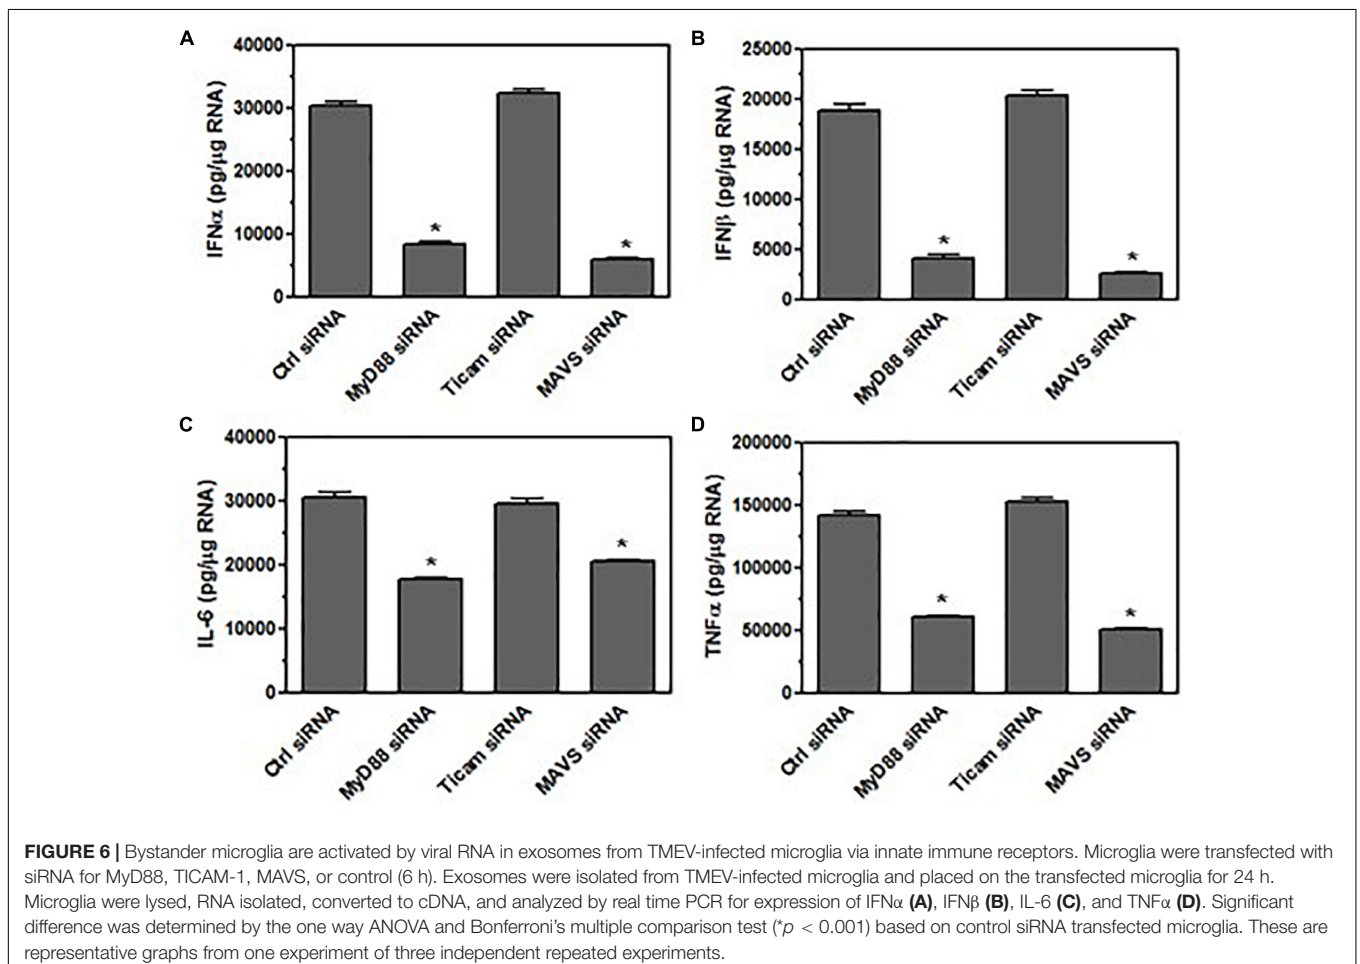 A
40000
30000
20000
10000
0
IFNα (pg/μg RNA)
*
*
Ctrl siRNA
MyD88 siRNA
Ticam siRNA
MAVS siRNA
B
25000
20000
15000
10000
5000
0
IFNβ (pg/μg RNA)
*
*
Ctrl siRNA
MyD88 siRNA
Ticam siRNA
MAVS siRNA
C
40000
30000
20000
10000
0
IL-6 (pg/μg RNA)
*
*
Ctrl siRNA
MyD88 siRNA
Ticam siRNA
MAVS siRNA
D
200000
150000
100000
50000
0
TNFα (pg/μg RNA)
*
*
Ctrl siRNA
MyD88 siRNA
Ticam siRNA
MAVS siRNA
FIGURE 6 | Bystander microglia are activated by viral RNA in exosomes from TMEV-infected microglia via innate immune receptors. Microglia were transfected with
siRNA for MyD88, TICAM-1, MAVS, or control (6 h). Exosomes were isolated from TMEV-infected microglia and placed on the transfected microglia for 24 h.
Microglia were lysed, RNA isolated, converted to cDNA, and analyzed by real time PCR for expression of IFNα (A), IFNβ (B), IL-6 (C), and TNFα (D). Significant
difference was determined by the one way ANOVA and Bonferroni's multiple comparison test (*p < 0.001) based on control siRNA transfected microglia. These are
representative graphs from one experiment of three independent repeated experiments.